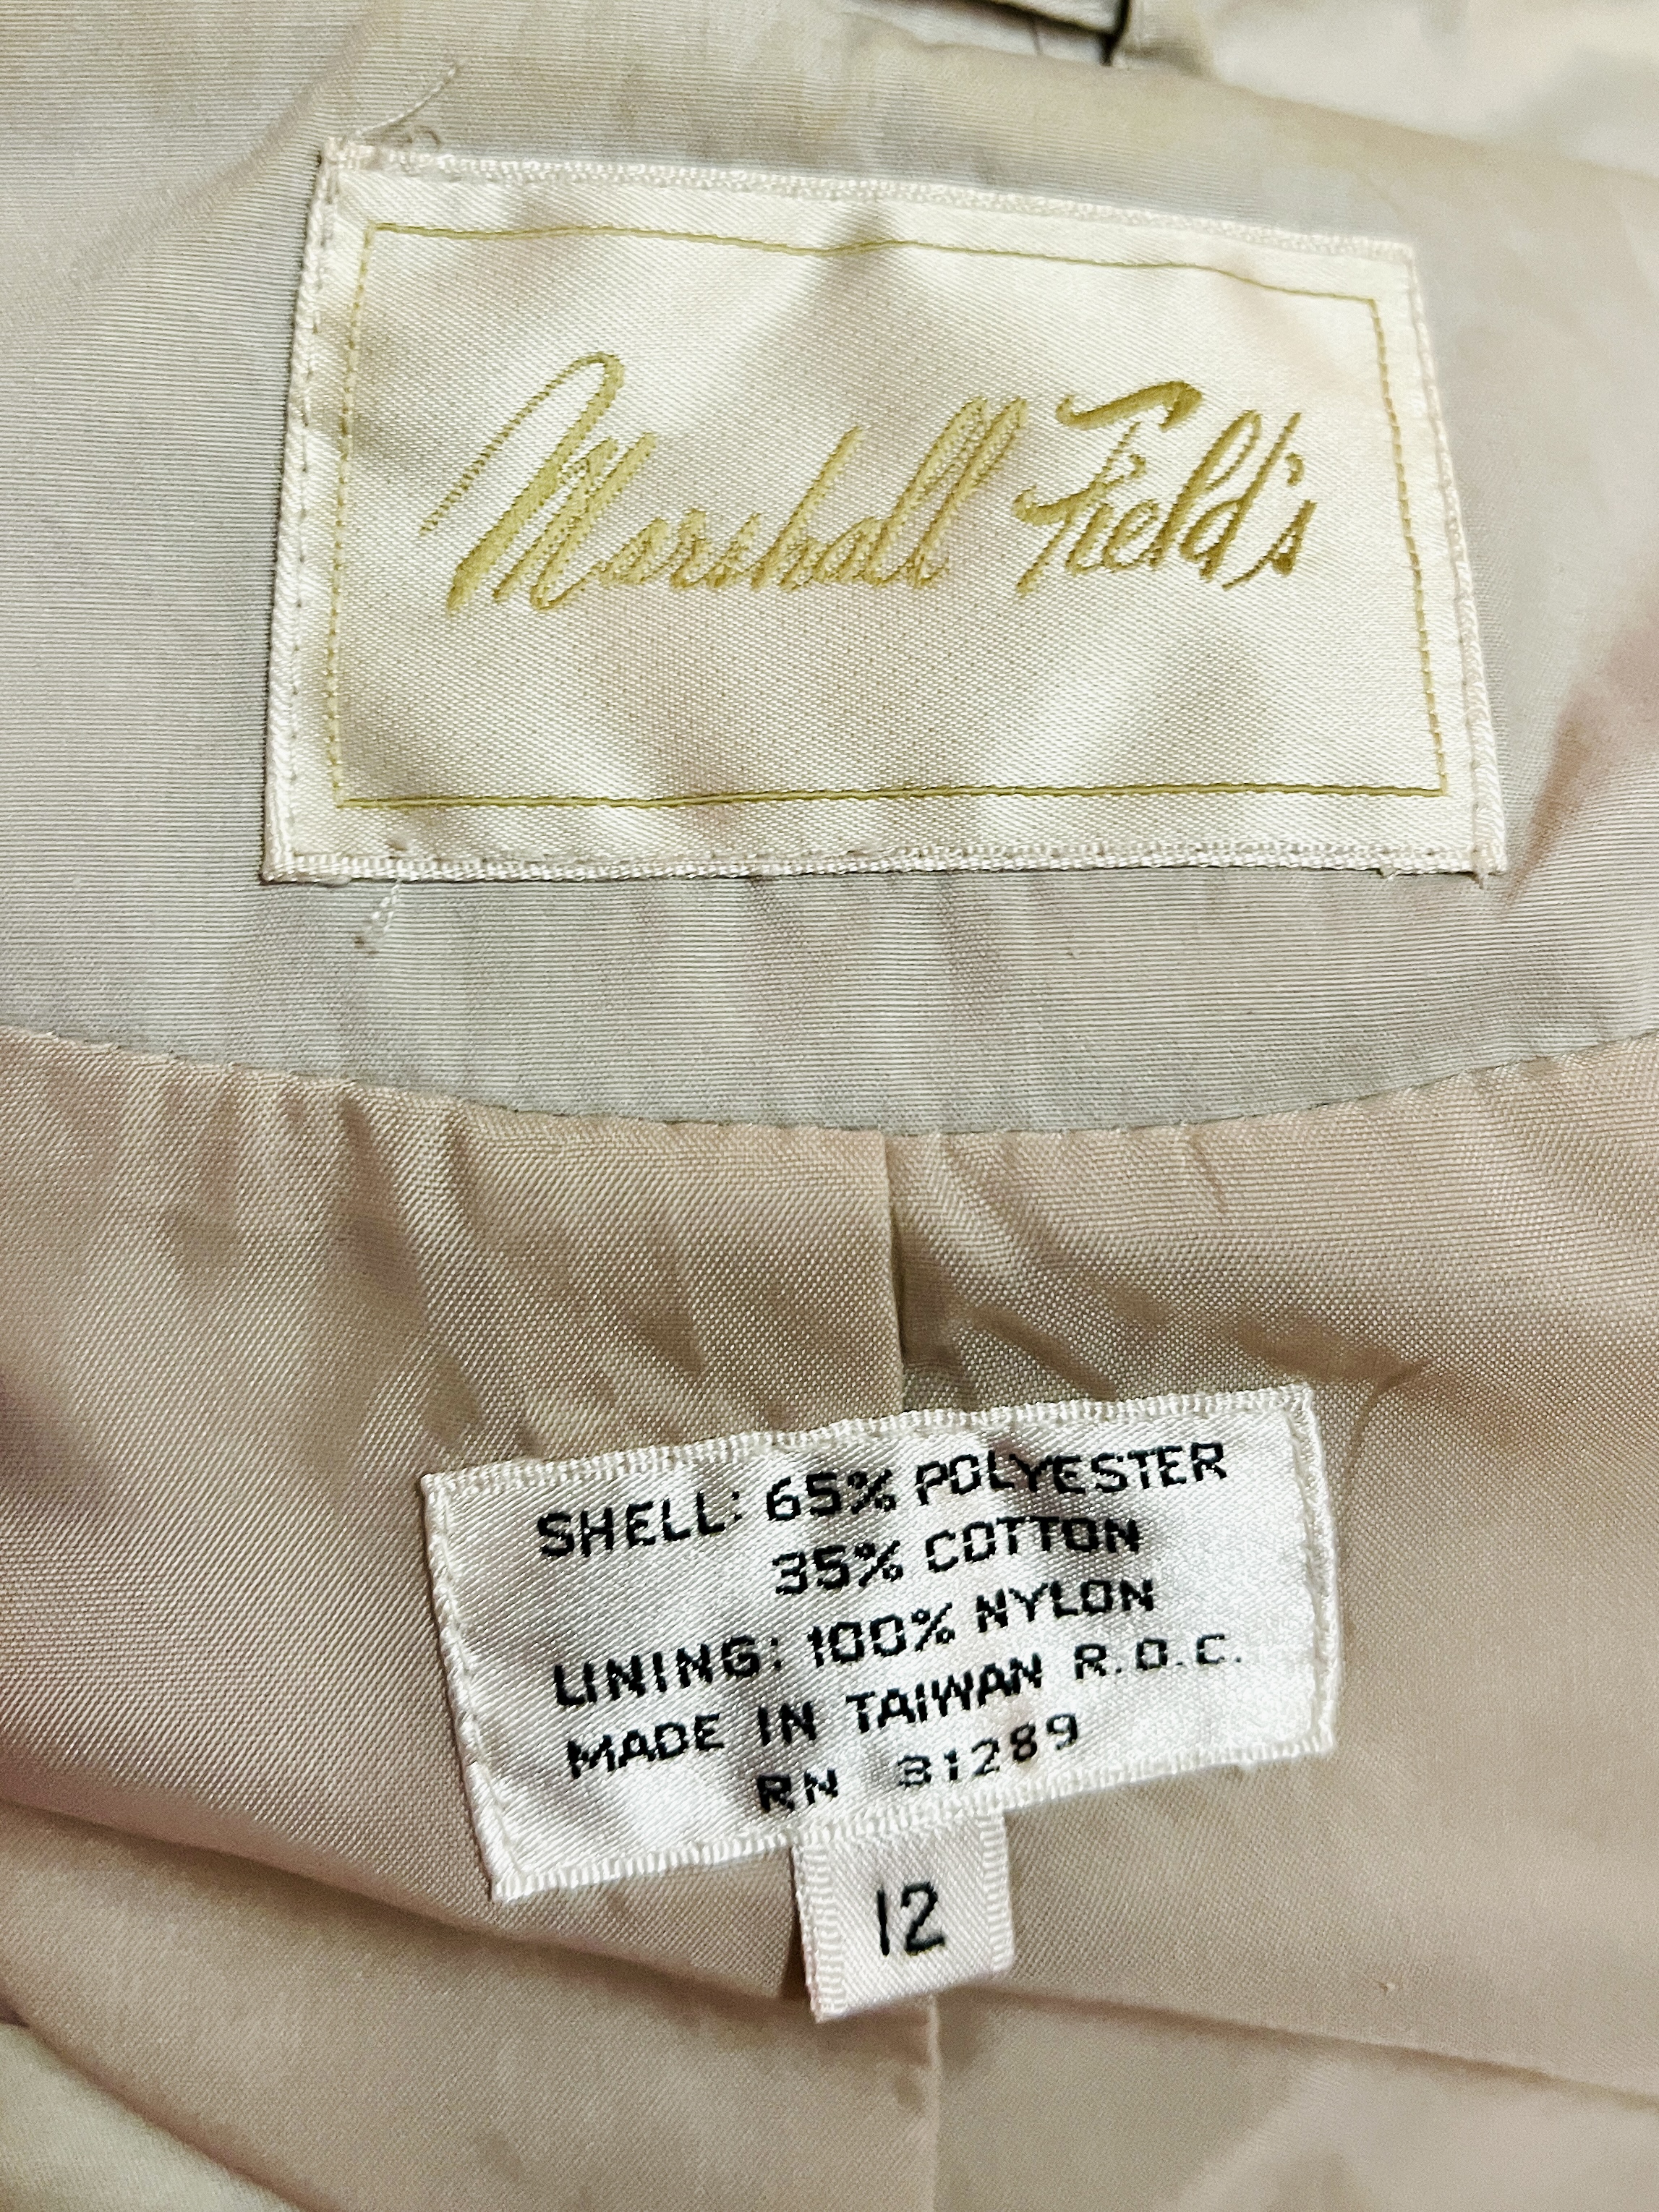 Marshall Field's
SHELL: 65% POLYESTER
35% COTTON
LINING: 100% NYLON
MADE IN TAIWAN R.O.C.
RN 31289
12